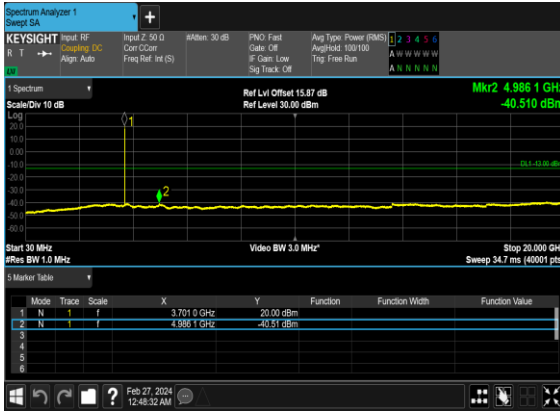 Spectrum Analyzer 1
Swept SA
+
KEYSIGHT Input: RF Input Z: 50 Ω #Atten: 30 dB PNO: Fast Avg Type: Power (RMS) 1 2 3 4 5 6
R T Coupling: DC Corr CCorr Gate: Off Avg|Hold: 100/100 A W W W W W
Align: Auto Freq Ref: Int (S) IF Gain: Low Trig: Free Run
Sig Track: Off A N N N N N
1 Spectrum Ref Lvl Offset 15.87 dB Mkr2 4.986 1 GHz
Scale/Div 10 dB Ref Level 30.00 dBm -40.510 dBm
Log
20.0
10.0
0.00
-10.0
-20.0
-30.0
-40.0
-50.0
-60.0
1
2
DL1 -13.00 dBm
Start 30 MHz Video BW 3.0 MHz* Stop 20.000 GHz
#Res BW 1.0 MHz Sweep 34.7 ms (40001 pts)
5 Marker Table
Mode Trace Scale X Y Function Function Width Function Value
1 N 1 f 3.701 0 GHz 20.00 dBm
2 N 1 f 4.986 1 GHz -40.51 dBm
3
4
5
6
? Feb 27, 2024
12:48:32 AM